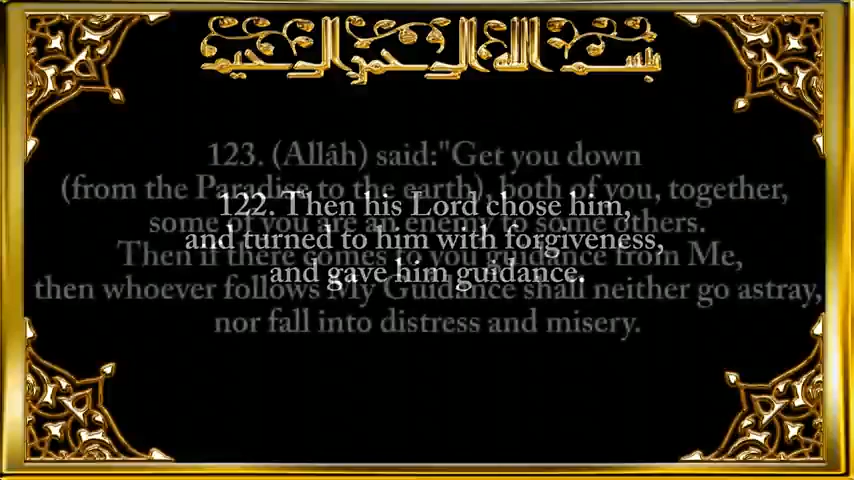 بسم الله الرحمن الرحيم
123. (Allâh) said:"Get you down
(from the Paradise to the earth), both of you, together,
some of you are an enemy to some others.
Then if there comes to you guidance from Me,
then whoever follows My Guidance shall neither go astray,
nor fall into distress and misery.
122. Then his Lord chose him,
and turned to him with forgiveness,
and gave him guidance.